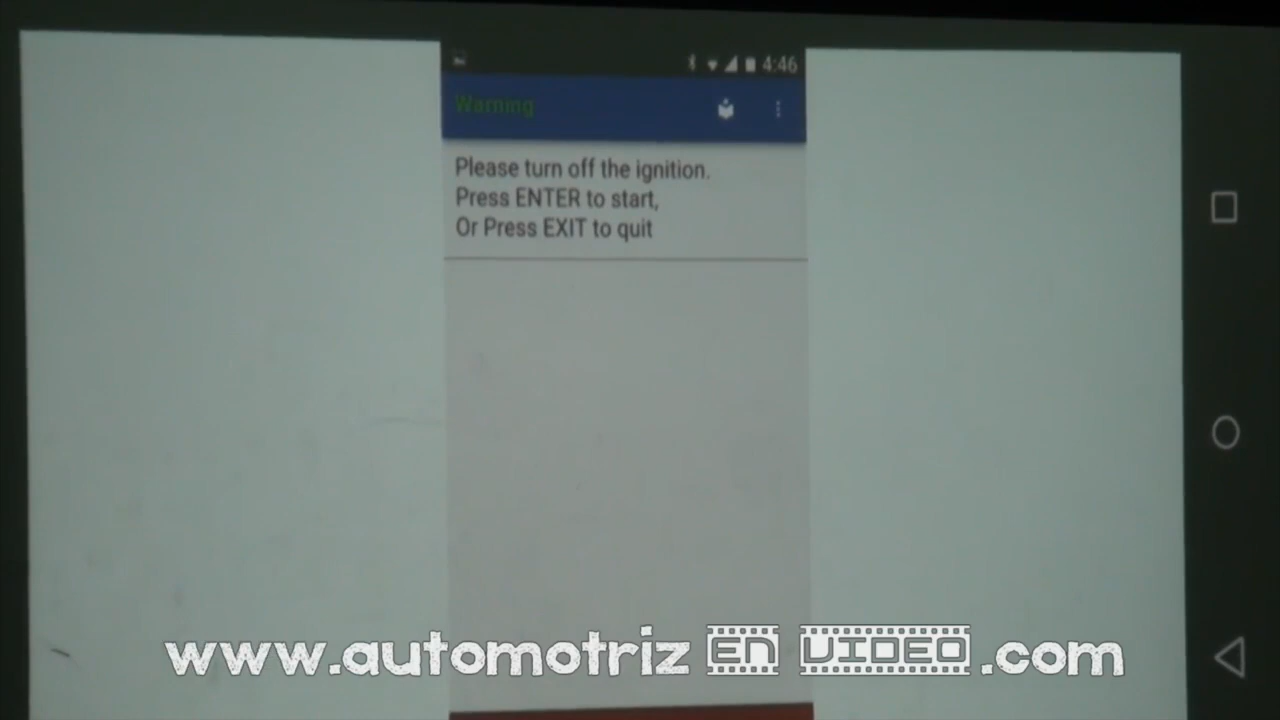 4:46
Warning
Please turn off the ignition.
Press ENTER to start,
Or Press EXIT to quit
www.automotriz EN VIDEO .com